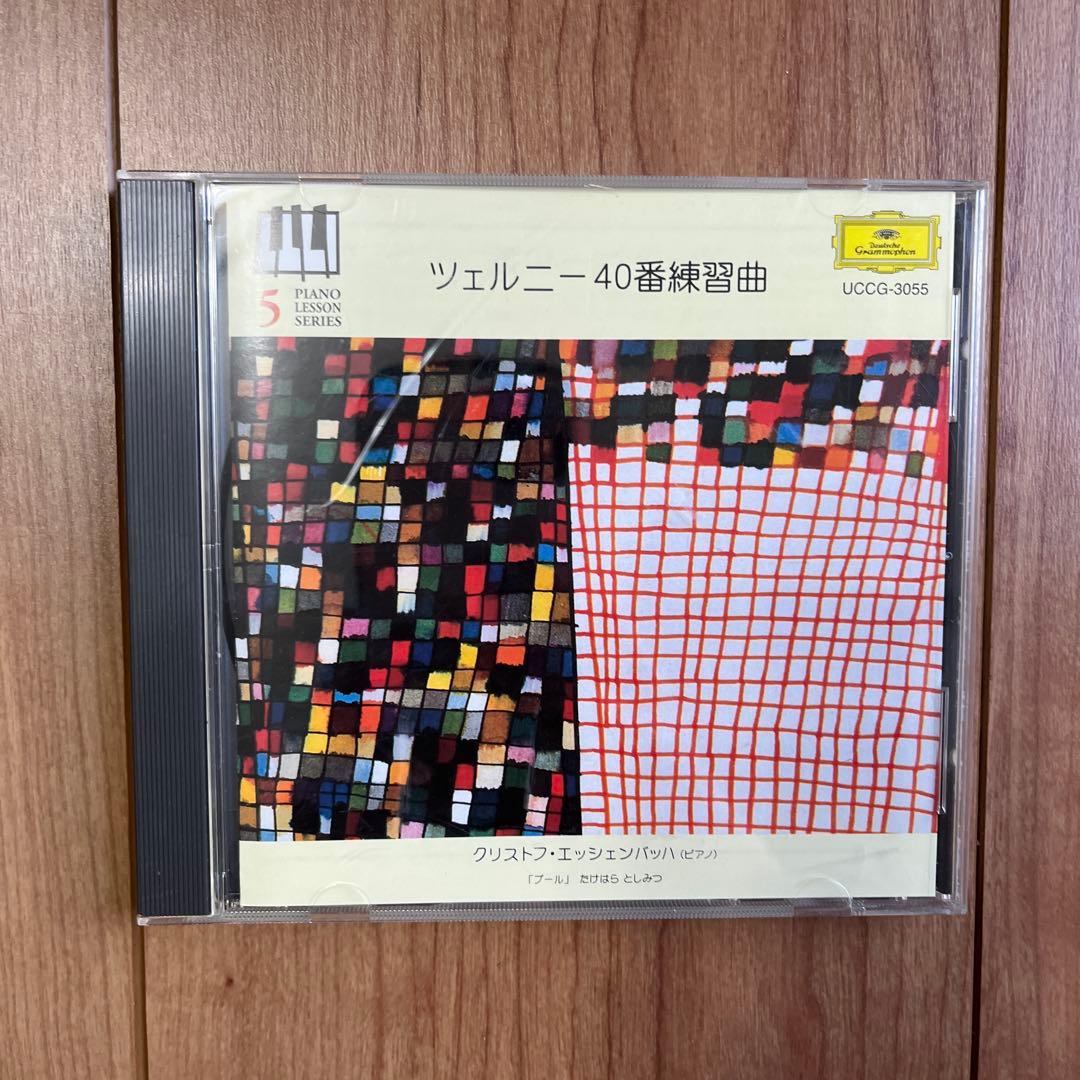 ツェルニー 40番練習曲
Deutsche
Grammophon
UCCG-3055
5
PIANO
LESSON
SERIES
クリストフ・エッシェンバッハ (ピアノ)
「プール」 たけはら としみつ